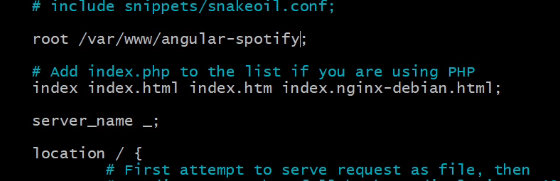 # include snippets/snakeoil.conf;
root /var/www/angular-spotify;
# Add index.php to the list if you are using PHP
index index.html index.htm index.nginx-debian.html;
server_name _;
location / {
# First attempt to serve request as file, then